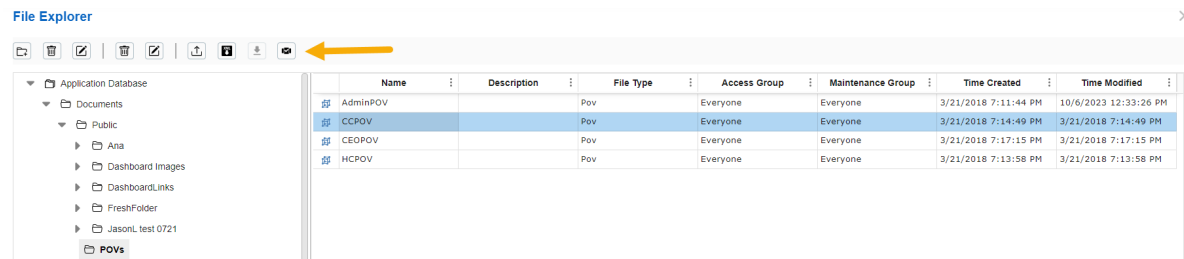 File Explorer
Application Database
Documents
Public
Ana
Dashboard Images
DashboardLinks
FreshFolder
JasonL test 0721
POVs
Name Description File Type Access Group Maintenance Group Time Created Time Modified
AdminPOV Pov Everyone Everyone 3/21/2018 7:11:44 PM 10/6/2023 12:33:26 PM
CCPOV Pov Everyone Everyone 3/21/2018 7:14:49 PM 3/21/2018 7:14:49 PM
CEOPOV Pov Everyone Everyone 3/21/2018 7:17:15 PM 3/21/2018 7:17:15 PM
HCPOV Pov Everyone Everyone 3/21/2018 7:13:58 PM 3/21/2018 7:13:58 PM